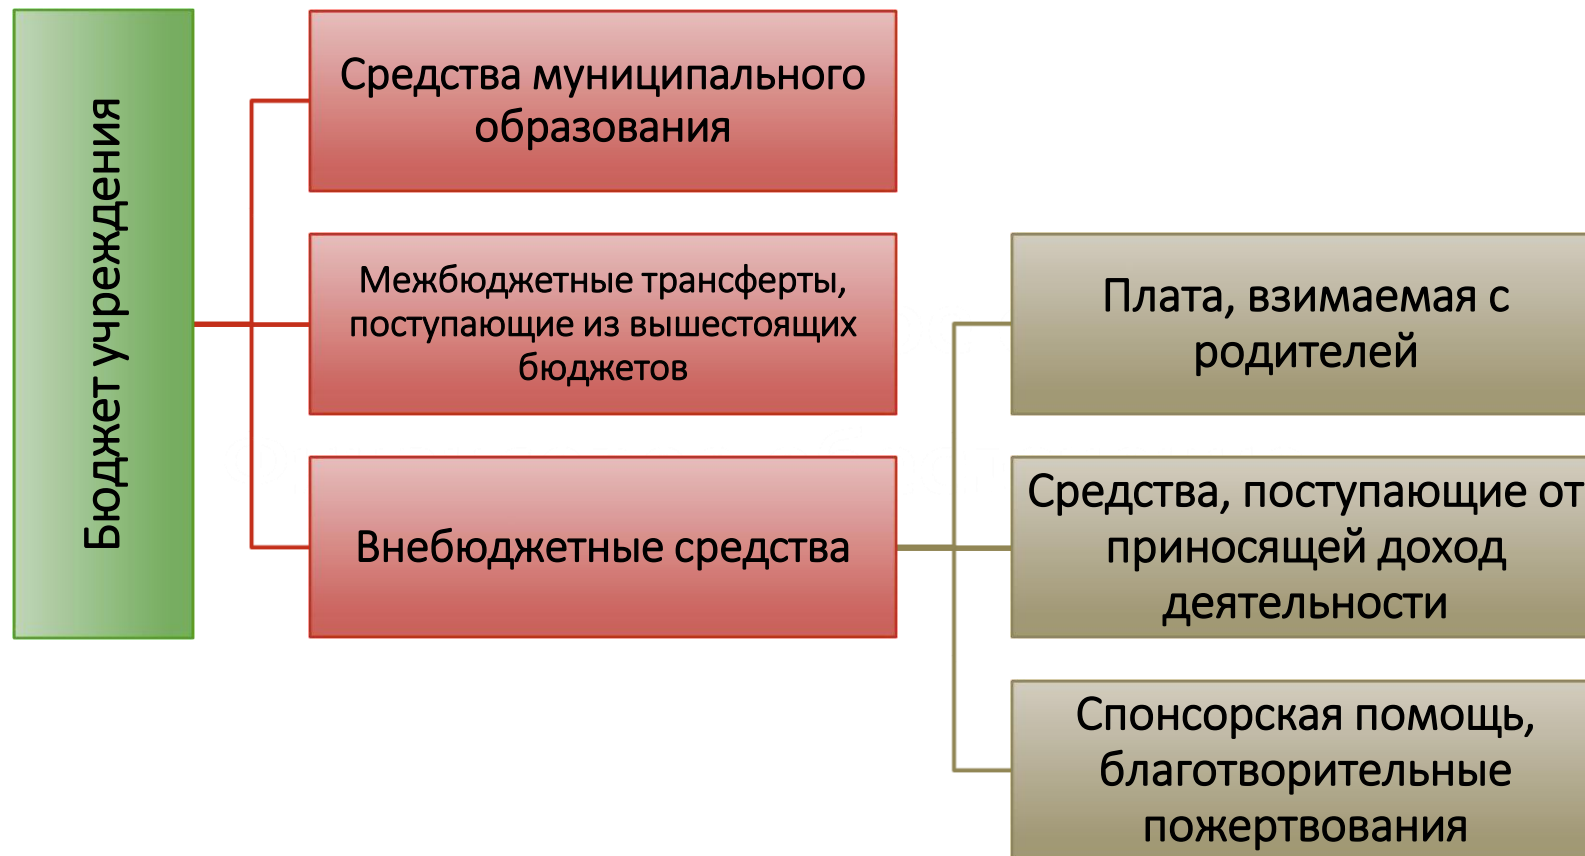 Бюджет учреждения
Средства муниципального
образования
Межбюджетные трансферты,
поступающие из вышестоящих
бюджетов
Внебюджетные средства
Плата, взимаемая с
родителей
Средства, поступающие от
приносящей доход
деятельности
Спонсорская помощь,
благотворительные
пожертвования